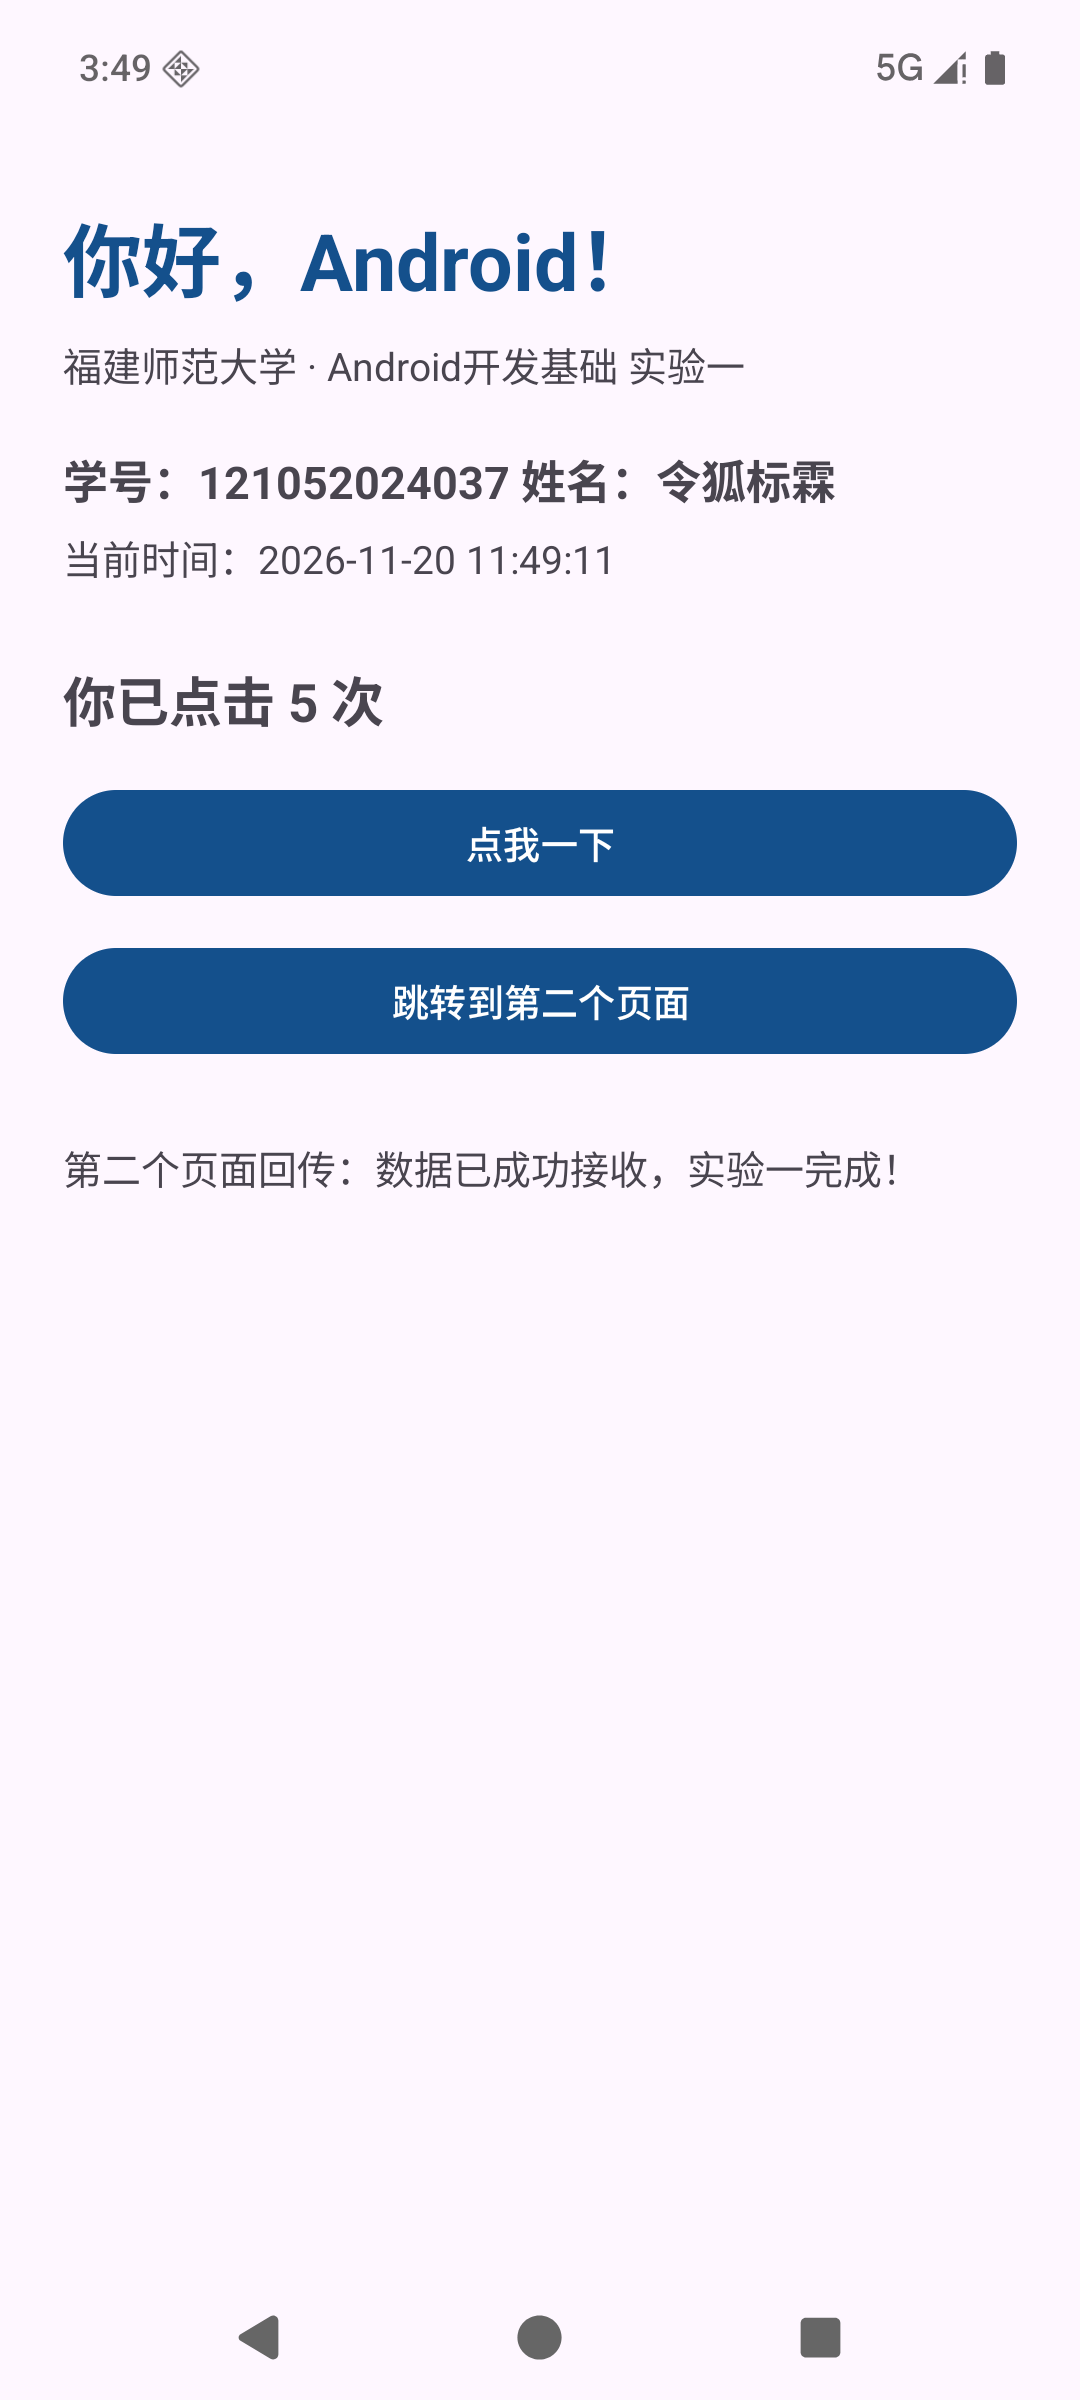 3:49 5G
你好，Android！
福建师范大学 · Android开发基础 实验一
学号：121052024037 姓名：令狐标霖
当前时间：2026-11-20 11:49:11
你已点击 5 次
点我一下
跳转到第二个页面
第二个页面回传：数据已成功接收，实验一完成！